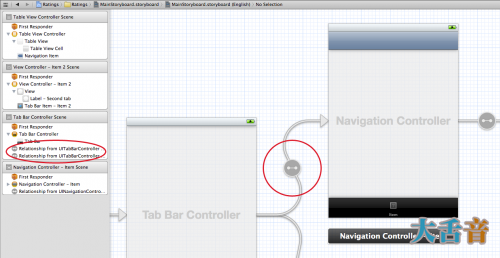 Ratings
Ratings
MainStoryboard.storyboard
MainStoryboard.storyboard (English)
No Selection
Table View Controller Scene
First Responder
Table View Controller
Table View
Table View Cell
Navigation Item
View Controller - Item 2 Scene
First Responder
View Controller - Item 2
View
Label - Second tab
Tab Bar Item - Item 2
Tab Bar Controller Scene
First Responder
Tab Bar Controller
Tab Bar
Relationship from UITabBarController
Relationship from UITabBarController
Navigation Controller - Item Scene
First Responder
Navigation Controller - Item
Relationship from UINavigationContro...
Tab Bar Controller
Navigation Controller
Item
Navigation Controller - Item
大舌音